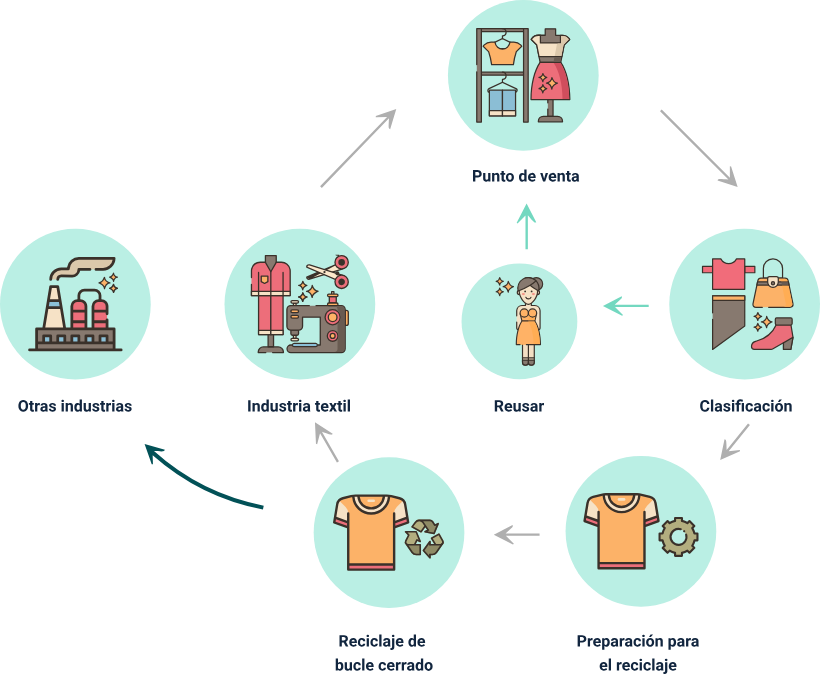 Punto de venta
Otras industrias
Industria textil
Reusar
Clasificación
Reciclaje de
bucle cerrado
Preparación para
el reciclaje